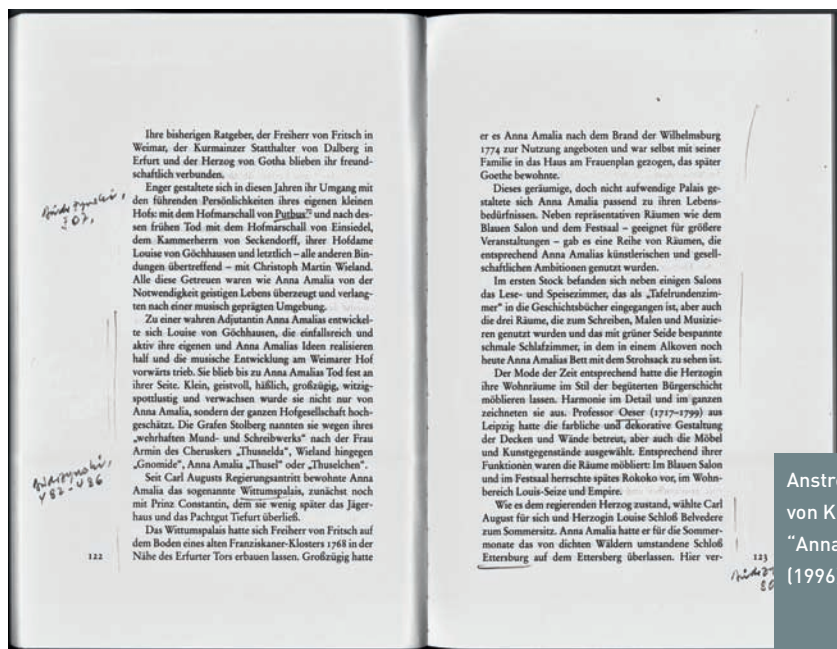 Ihre bisherigen Ratgeber, der Freiherr von Fritsch in
Weimar, der Kurmainzer Statthalter von Dalberg in
Erfurt und der Herzog von Gotha blieben ihr freund-
schaftlich verbunden.
Enger gestaltete sich in diesen Jahren ihr Umgang mit
den führenden Persönlichkeiten ihres eigenen kleinen
Hofs: mit dem Hofmarschall von Putbus und nach des-
sen frühen Tod mit dem Hofmarschall von Einsiedel,
dem Kammerherrn von Seckendorff, ihrer Hofdame
Louise von Göchhausen und letztlich – alle anderen Bin-
dungen übertreffend – mit Christoph Martin Wieland.
Alle diese Getreuen waren wie Anna Amalia von der
Notwendigkeit geistigen Lebens überzeugt und verlang-
ten nach einer musisch geprägten Umgebung.
Zu einer wahren Adjutantin Anna Amalias entwickel-
te sich Louise von Göchhausen, die einfallsreich und
aktiv ihre eigenen und Anna Amalias Ideen realisieren
half und die musische Entwicklung am Weimarer Hof
vorwärts trieb. Sie blieb bis zu Anna Amalias Tod fest an
ihrer Seite. Klein, geistvoll, häßlich, großzügig, witzig-
spottlustig und verwachsen wurde sie nicht nur von
Anna Amalia, sondern der ganzen Hofgesellschaft hoch-
geschätzt. Die Grafen Stolberg nannten sie wegen ihres
„wehrhaften Mund- und Schreibwerks“ nach der Frau
Armin des Cheruskers „Thusnelda“, Wieland hingegen
„Gnomide“, Anna Amalia „Thusel“ oder „Thuselchen“.
Seit Carl Augusts Regierungsantritt bewohnte Anna
Amalia das sogenannte Wittumspalais, zunächst noch
mit Prinz Constantin, dem sie wenig später das Jäger-
haus und das Pachtgut Tiefurt überließ.
Das Wittumspalais hatte sich Freiherr von Fritsch auf
dem Boden eines alten Franziskaner-Klosters 1768 in der
Nähe des Erfurter Tors erbauen lassen. Großzügig hatte
122
307,
482-486
er es Anna Amalia nach dem Brand der Wilhelmsburg
1774 zur Nutzung angeboten und war selbst mit seiner
Familie in das Haus am Frauenplan gezogen, das später
Goethe bewohnte.
Dieses geräumige, doch nicht aufwendige Palais ge-
staltete sich Anna Amalia passend zu ihren Lebens-
bedürfnissen. Neben repräsentativen Räumen wie dem
Blauen Salon und dem Festsaal – geeignet für größere
Veranstaltungen – gab es eine Reihe von Räumen, die
entsprechend Anna Amalias künstlerischen und gesell-
schaftlichen Ambitionen genutzt wurden.
Im ersten Stock befanden sich neben einigen Salons
das Lese- und Speisezimmer, das als „Tafelrundenzim-
mer“ in die Geschichtsbücher eingegangen ist, aber auch
die drei Räume, die zum Schreiben, Malen und Musizie-
ren genutzt wurden und das mit grüner Seide bespannte
schmale Schlafzimmer, in dem in einem Alkoven noch
heute Anna Amalias Bett mit dem Strohsack zu sehen ist.
Der Mode der Zeit entsprechend hatte die Herzogin
ihre Wohnräume im Stil der begüterten Bürgerschicht
möblieren lassen. Harmonie im Detail und im ganzen
zeichneten sie aus. Professor Oeser (1717–1799) aus
Leipzig hatte die farbliche und dekorative Gestaltung
der Decken und Wände betreut, aber auch die Möbel
und Kunstgegenstände ausgewählt. Entsprechend ihrer
Funktionen waren die Räume möbliert: Im Blauen Salon
und im Festsaal herrschte spätes Rokoko vor, im Wohn-
bereich Louis-Seize und Empire.
Wie es dem regierenden Herzog zustand, wählte Carl
August für sich und Herzogin Louise Schloß Belvedere
zum Sommersitz. Anna Amalia hatte er für die Sommer-
monate das von dichten Wäldern umstandene Schloß
Ettersburg auf dem Ettersberg überlassen. Hier ver-
123
Anstre
von K
“Anna
(1996